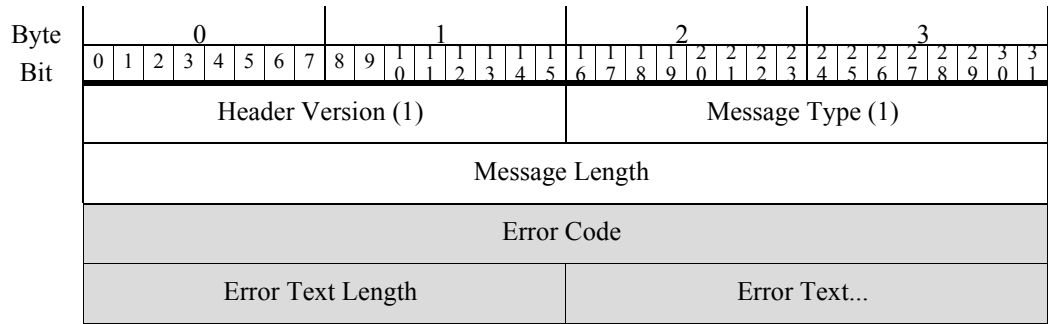 Byte 0 1 2 3
Bit 0 1 2 3 4 5 6 7 8 9 10 11 12 13 14 15 16 17 18 19 20 21 22 23 24 25 26 27 28 29 30 31
Header Version (1) Message Type (1)
Message Length
Error Code
Error Text Length Error Text...